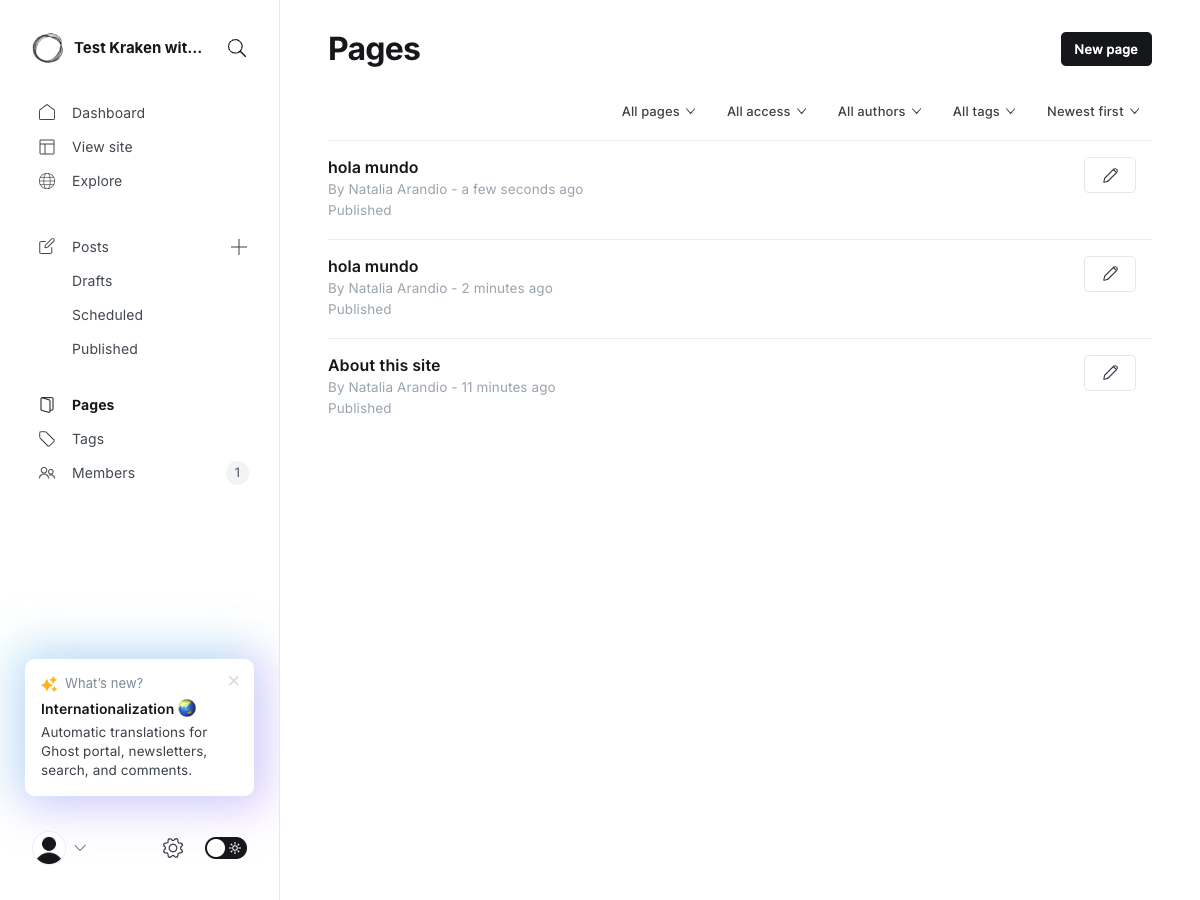 Test Kraken wit...
Dashboard
View site
Explore
Posts
Drafts
Scheduled
Published
Pages
Tags
Members 1
What's new?
Internationalization 🌏
Automatic translations for
Ghost portal, newsletters,
search, and comments.
Pages
New page
All pages All access All authors All tags Newest first
hola mundo
By Natalia Arandio - a few seconds ago
Published
hola mundo
By Natalia Arandio - 2 minutes ago
Published
About this site
By Natalia Arandio - 11 minutes ago
Published